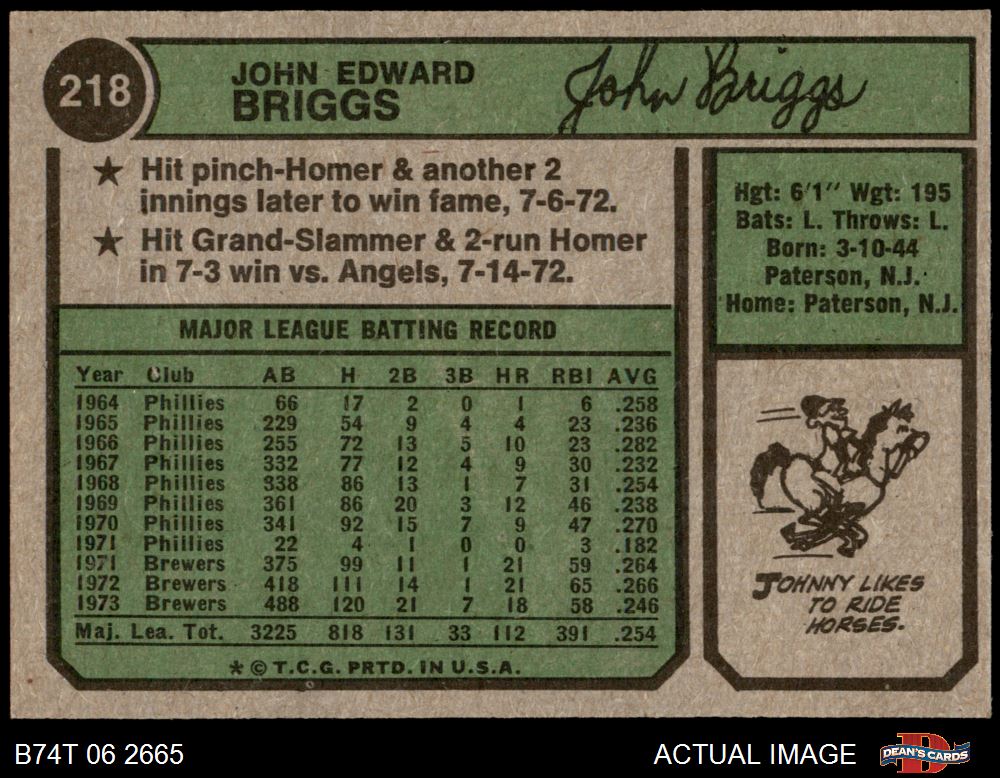 218
JOHN EDWARD
BRIGGS
John Briggs
★ Hit pinch-Homer & another 2
innings later to win fame, 7-6-72.
★ Hit Grand-Slammer & 2-run Homer
in 7-3 win vs. Angels, 7-14-72.
Hgt: 6'1" Wgt: 195
Bats: L. Throws: L.
Born: 3-10-44
Paterson, N.J.
Home: Paterson, N.J.
MAJOR LEAGUE BATTING RECORD
Year Club AB H 2B 3B HR RBI AVG
1964 Phillies 66 17 2 0 1 6 .258
1965 Phillies 229 54 9 4 4 23 .236
1966 Phillies 255 72 13 5 10 23 .282
1967 Phillies 332 77 12 4 9 30 .232
1968 Phillies 338 86 13 1 7 31 .254
1969 Phillies 361 86 20 3 12 46 .238
1970 Phillies 341 92 15 7 9 47 .270
1971 Phillies 22 4 1 0 0 3 .182
1971 Brewers 375 99 11 1 21 59 .264
1972 Brewers 418 111 14 1 21 65 .266
1973 Brewers 488 120 21 7 18 58 .246
Maj. Lea. Tot. 3225 818 131 33 112 391 .254
* © T.C.G. PRTD. IN U.S.A.
JOHNNY LIKES
TO RIDE
HORSES.
B74T 06 2665
ACTUAL IMAGE
D
DEAN'S CARDS